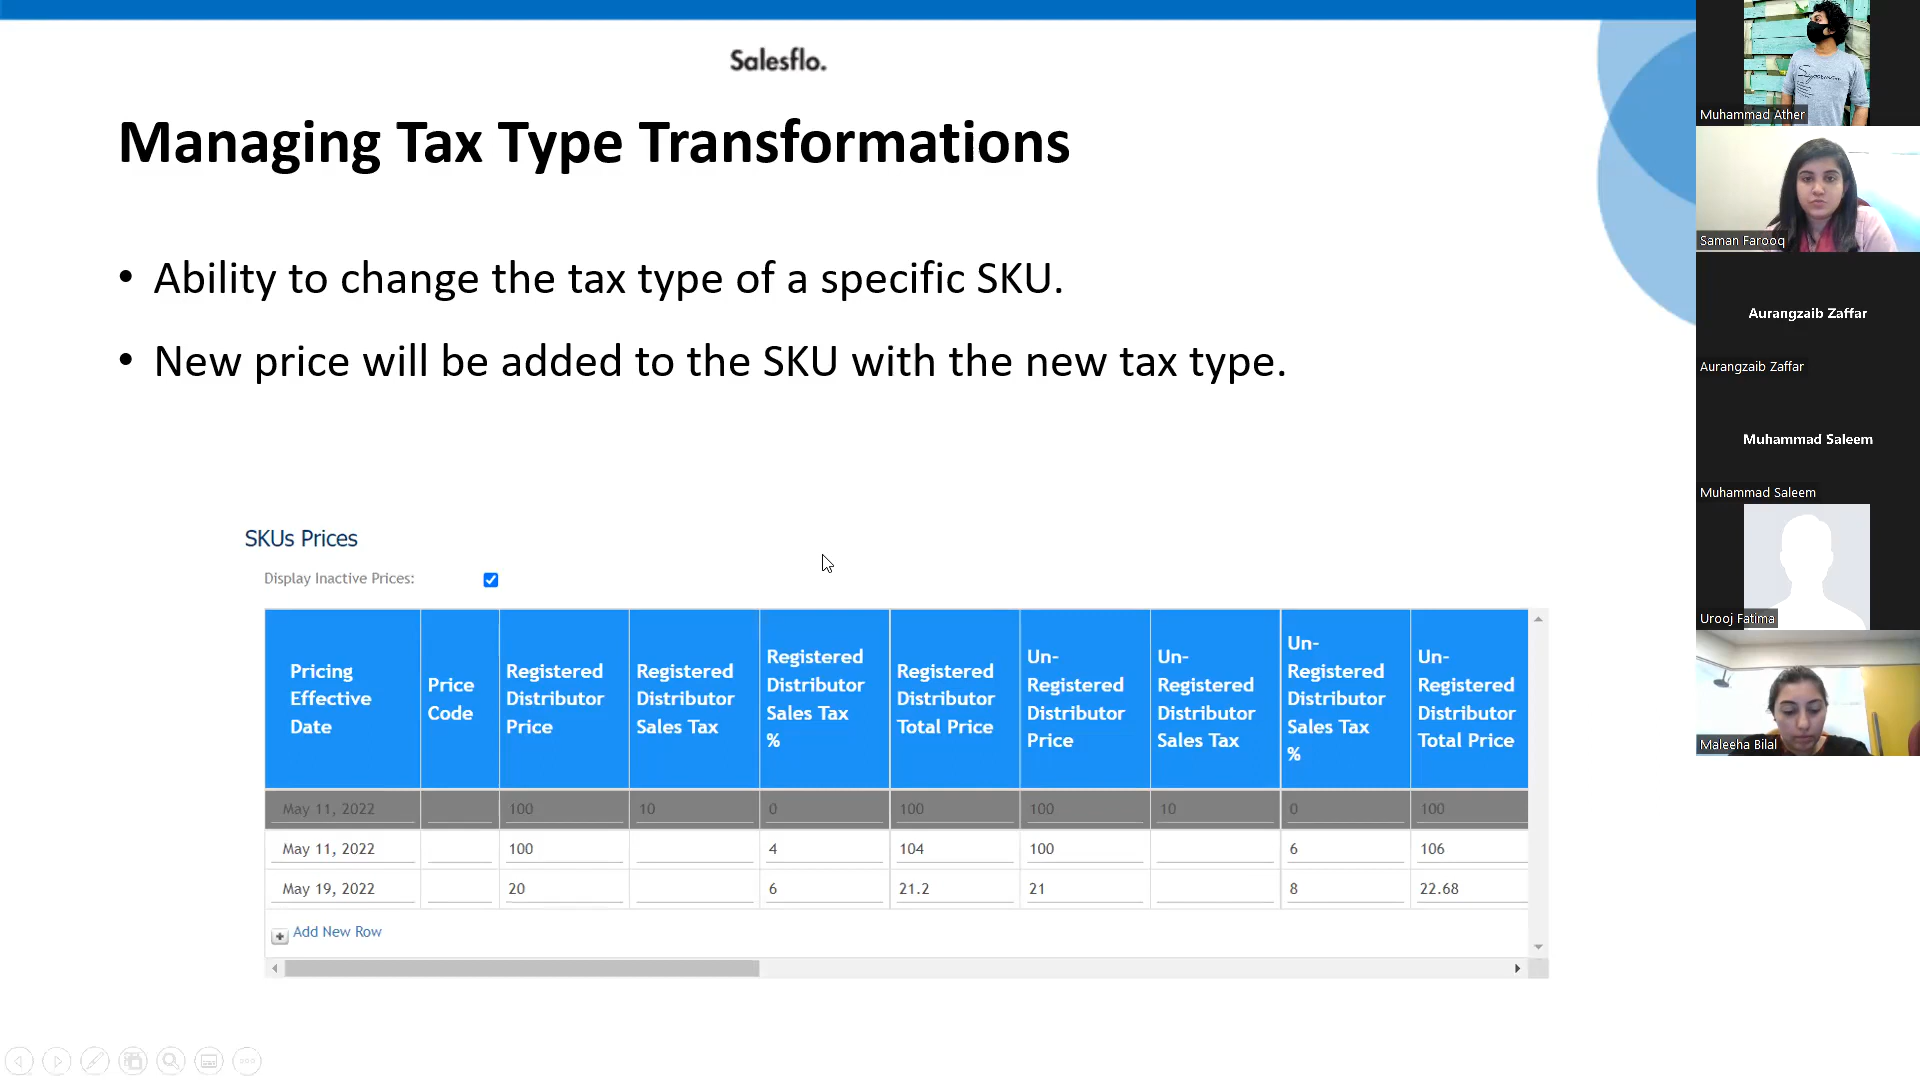 Salesflo.
Managing Tax Type Transformations
• Ability to change the tax type of a specific SKU.
• New price will be added to the SKU with the new tax type.
SKUs Prices
Display Inactive Prices:
Pricing Effective Date | Price Code | Registered Distributor Price | Registered Distributor Sales Tax | Registered Distributor Sales Tax % | Registered Distributor Total Price | Un-Registered Distributor Price | Un-Registered Distributor Sales Tax | Un-Registered Distributor Sales Tax % | Un-Registered Distributor Total Price
May 11, 2022 100 10 0 100 100 10 0 100
May 11, 2022 100 4 104 100 6 106
May 19, 2022 20 6 21.2 21 8 22.68
Add New Row
Muhammad Ather
Saman Farooq
Aurangzaib Zaffar
Aurangzaib Zaffar
Muhammad Saleem
Muhammad Saleem
Urooj Fatima
Maleeha Bilal